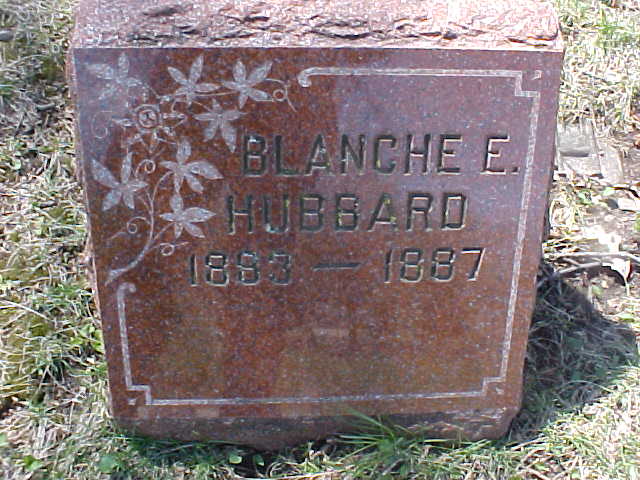 BLANCHE E.
HUBBARD
1883 — 1887